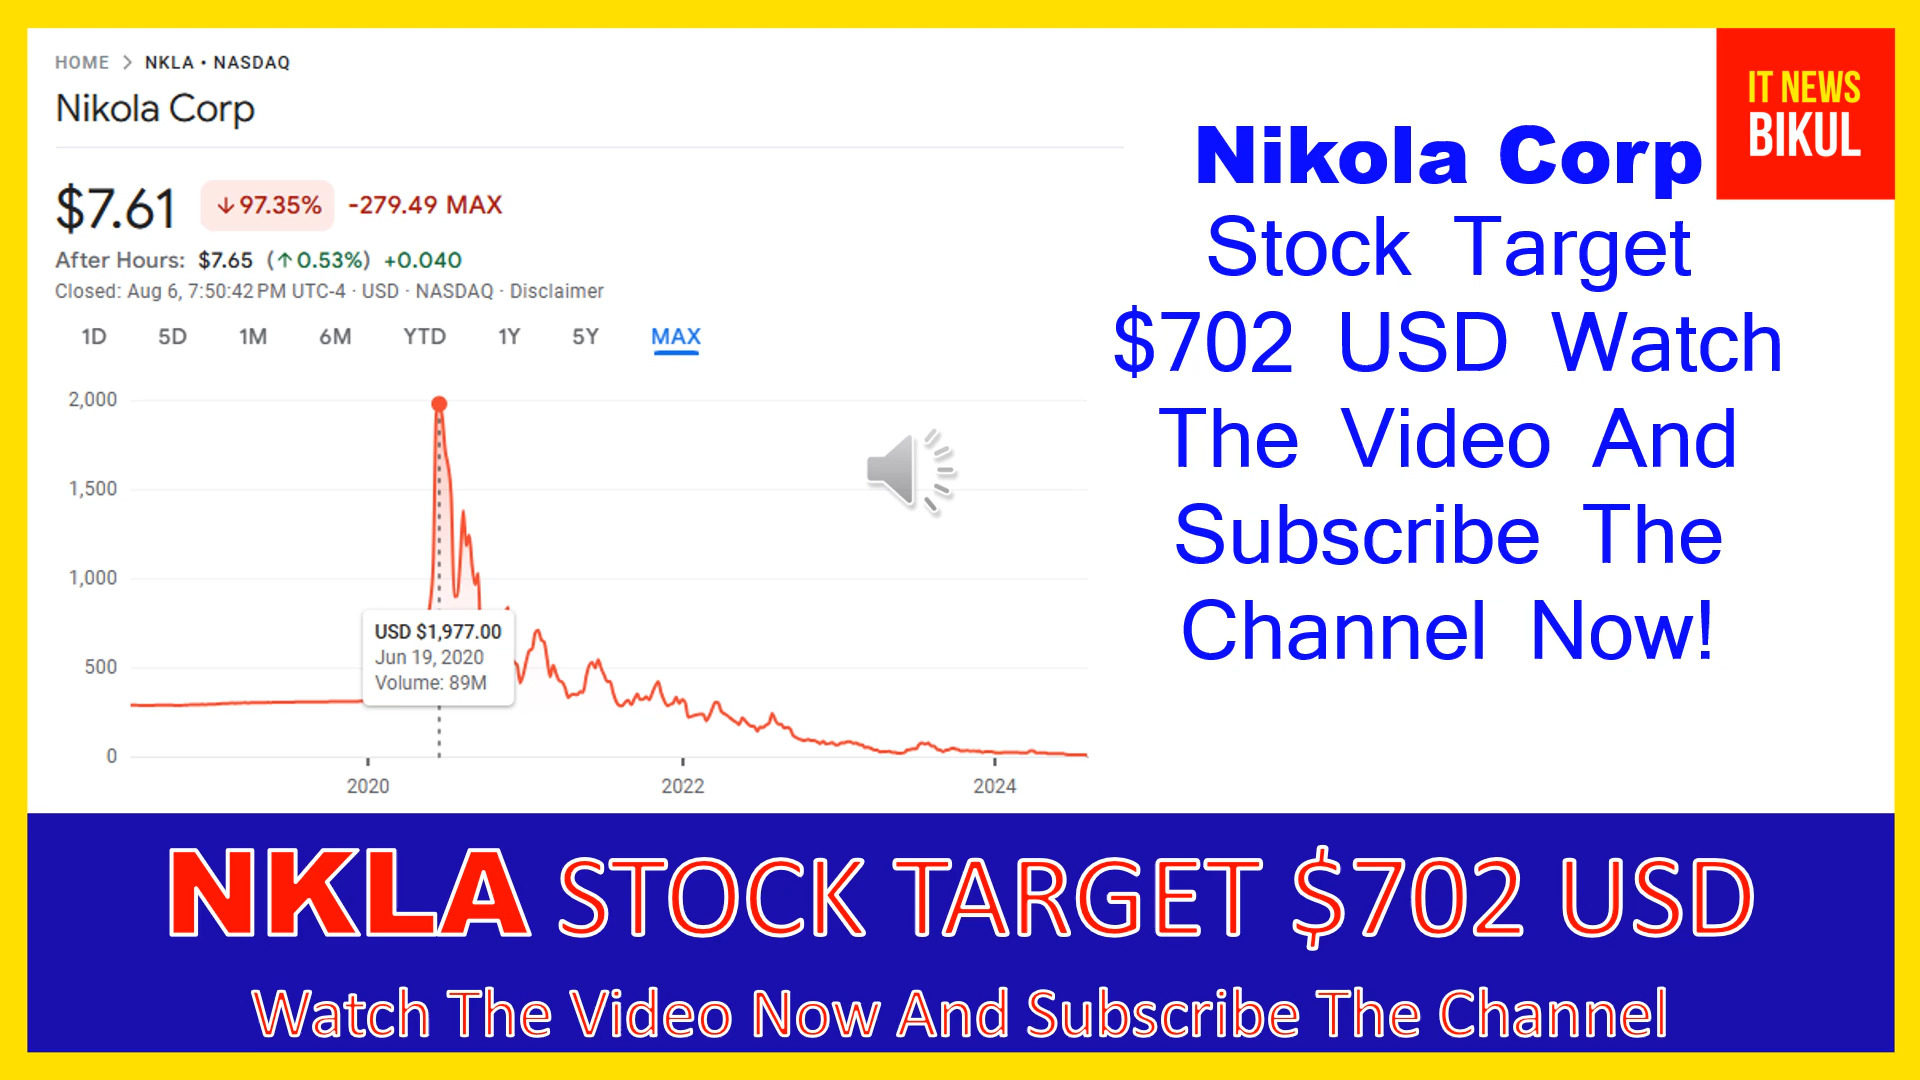 HOME > NKLA • NASDAQ
Nikola Corp
$7.61 ↓97.35% -279.49 MAX
After Hours: $7.65 (↑0.53%) +0.040
Closed: Aug 6, 7:50:42 PM UTC-4 · USD · NASDAQ · Disclaimer
1D 5D 1M 6M YTD 1Y 5Y MAX
2,000
1,500
1,000
500
0
USD $1,977.00
Jun 19, 2020
Volume: 89M
2020 2022 2024
IT NEWS
BIKUL
Nikola Corp
Stock Target
$702 USD Watch
The Video And
Subscribe The
Channel Now!
NKLA STOCK TARGET $702 USD
Watch The Video Now And Subscribe The Channel